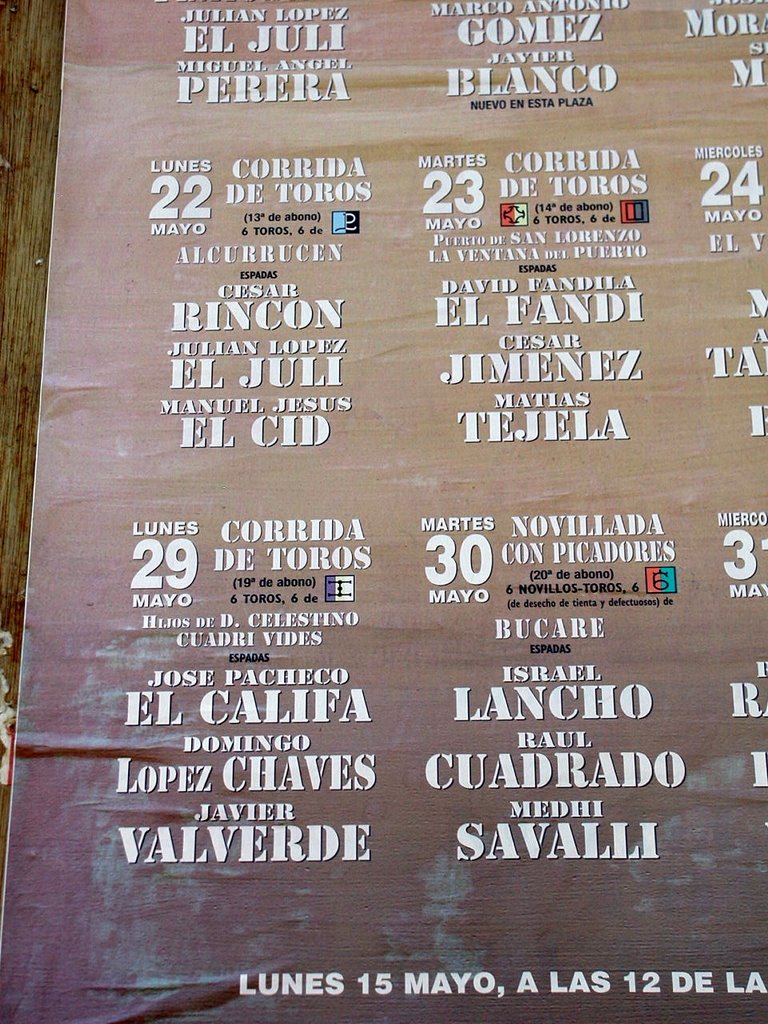 JULIAN LOPEZ
EL JULI
MIGUEL ANGEL
PERERA
MARCO ANTONIO
GOMEZ
JAVIER
BLANCO
NUEVO EN ESTA PLAZA
LUNES
22
MAYO
CORRIDA
DE TOROS
(13ª de abono)
6 TOROS, 6 de
ALCURRUCEN
ESPADAS
CESAR
RINCON
JULIAN LOPEZ
EL JULI
MANUEL JESUS
EL CID
MARTES
23
MAYO
CORRIDA
DE TOROS
(14ª de abono)
6 TOROS, 6 de
PUERTO DE SAN LORENZO
LA VENTANA DEL PUERTO
ESPADAS
DAVID FANDILA
EL FANDI
CESAR
JIMENEZ
MATIAS
TEJELA
MIERCOLES
24
MAYO
EL V
TA
LUNES
29
MAYO
CORRIDA
DE TOROS
(19ª de abono)
6 TOROS, 6 de
HIJOS DE D. CELESTINO
CUADRI VIDES
ESPADAS
JOSE PACHECO
EL CALIFA
DOMINGO
LOPEZ CHAVES
JAVIER
VALVERDE
MARTES
30
MAYO
NOVILLADA
CON PICADORES
(20ª de abono)
6 NOVILLOS-TOROS, 6
(de desecho de tienta y defectuosos) de
BUCARE
ESPADAS
ISRAEL
LANCHO
RAUL
CUADRADO
MEDHI
SAVALLI
MIERCO
31
MAY
LUNES 15 MAYO, A LAS 12 DE LA